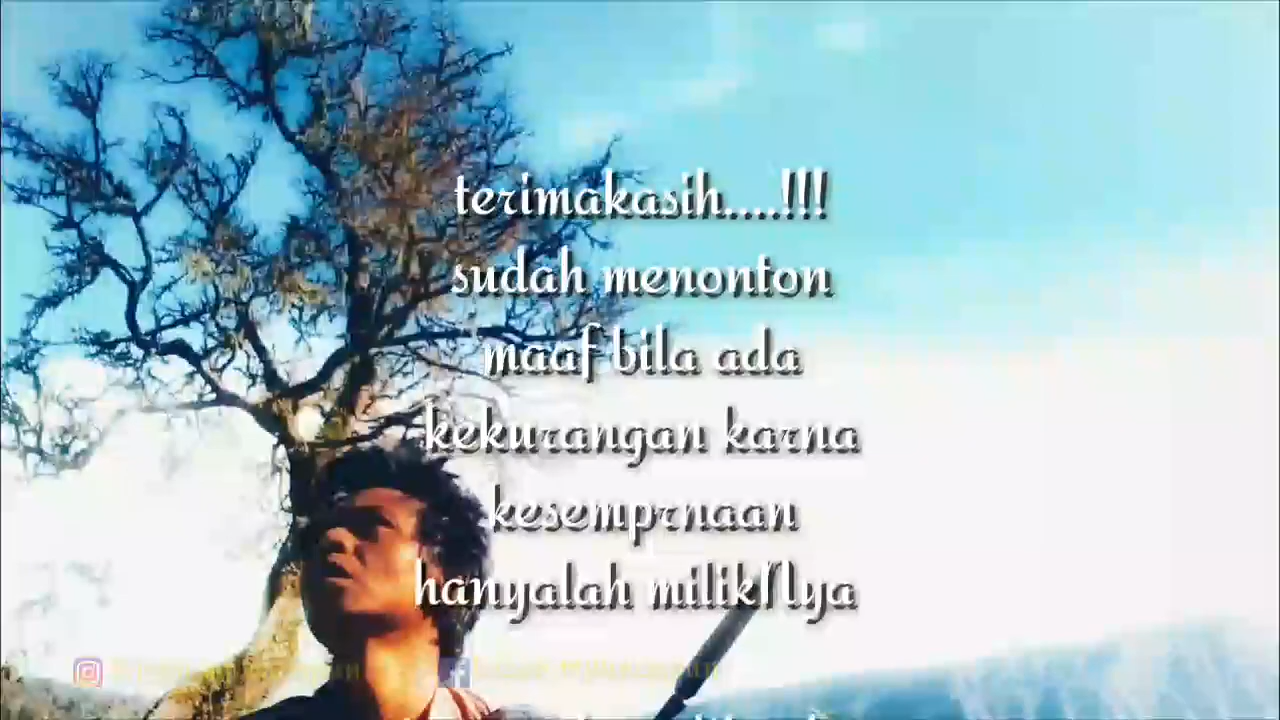 terimakasih....!!!
sudah menonton
maaf bila ada
kekurangan karna
kesemprnaan
hanyalah milikNya